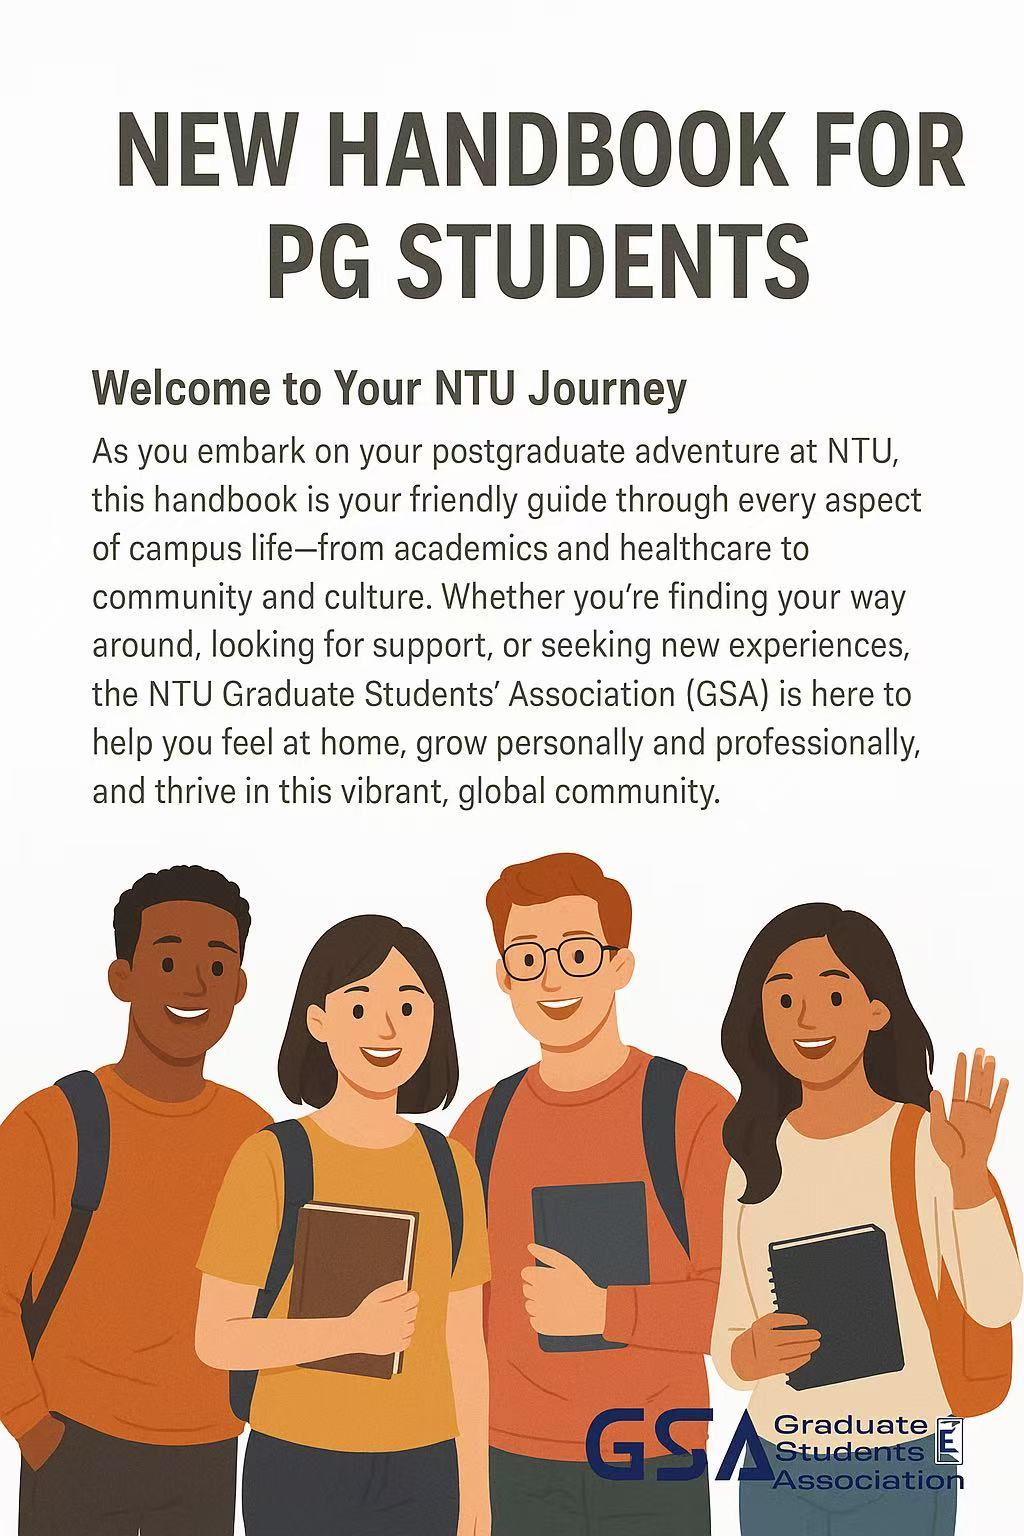 NEW HANDBOOK FOR
PG STUDENTS
Welcome to Your NTU Journey
As you embark on your postgraduate adventure at NTU,
this handbook is your friendly guide through every aspect
of campus life—from academics and healthcare to
community and culture. Whether you’re finding your way
around, looking for support, or seeking new experiences,
the NTU Graduate Students’ Association (GSA) is here to
help you feel at home, grow personally and professionally,
and thrive in this vibrant, global community.
GSA
Graduate
Students
Association